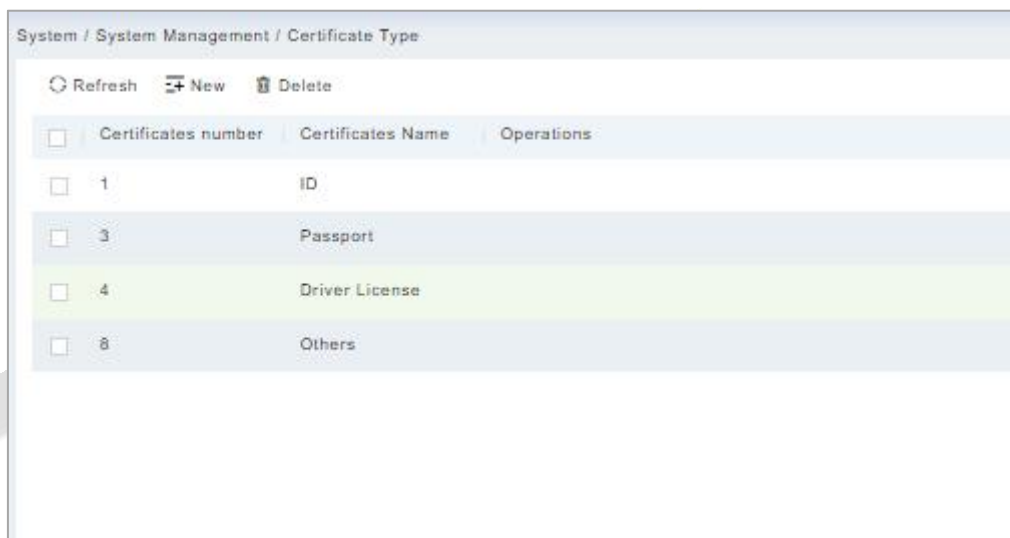 System / System Management / Certificate Type
Refresh New Delete
Certificates number Certificates Name Operations
1 ID
3 Passport
4 Driver License
8 Others